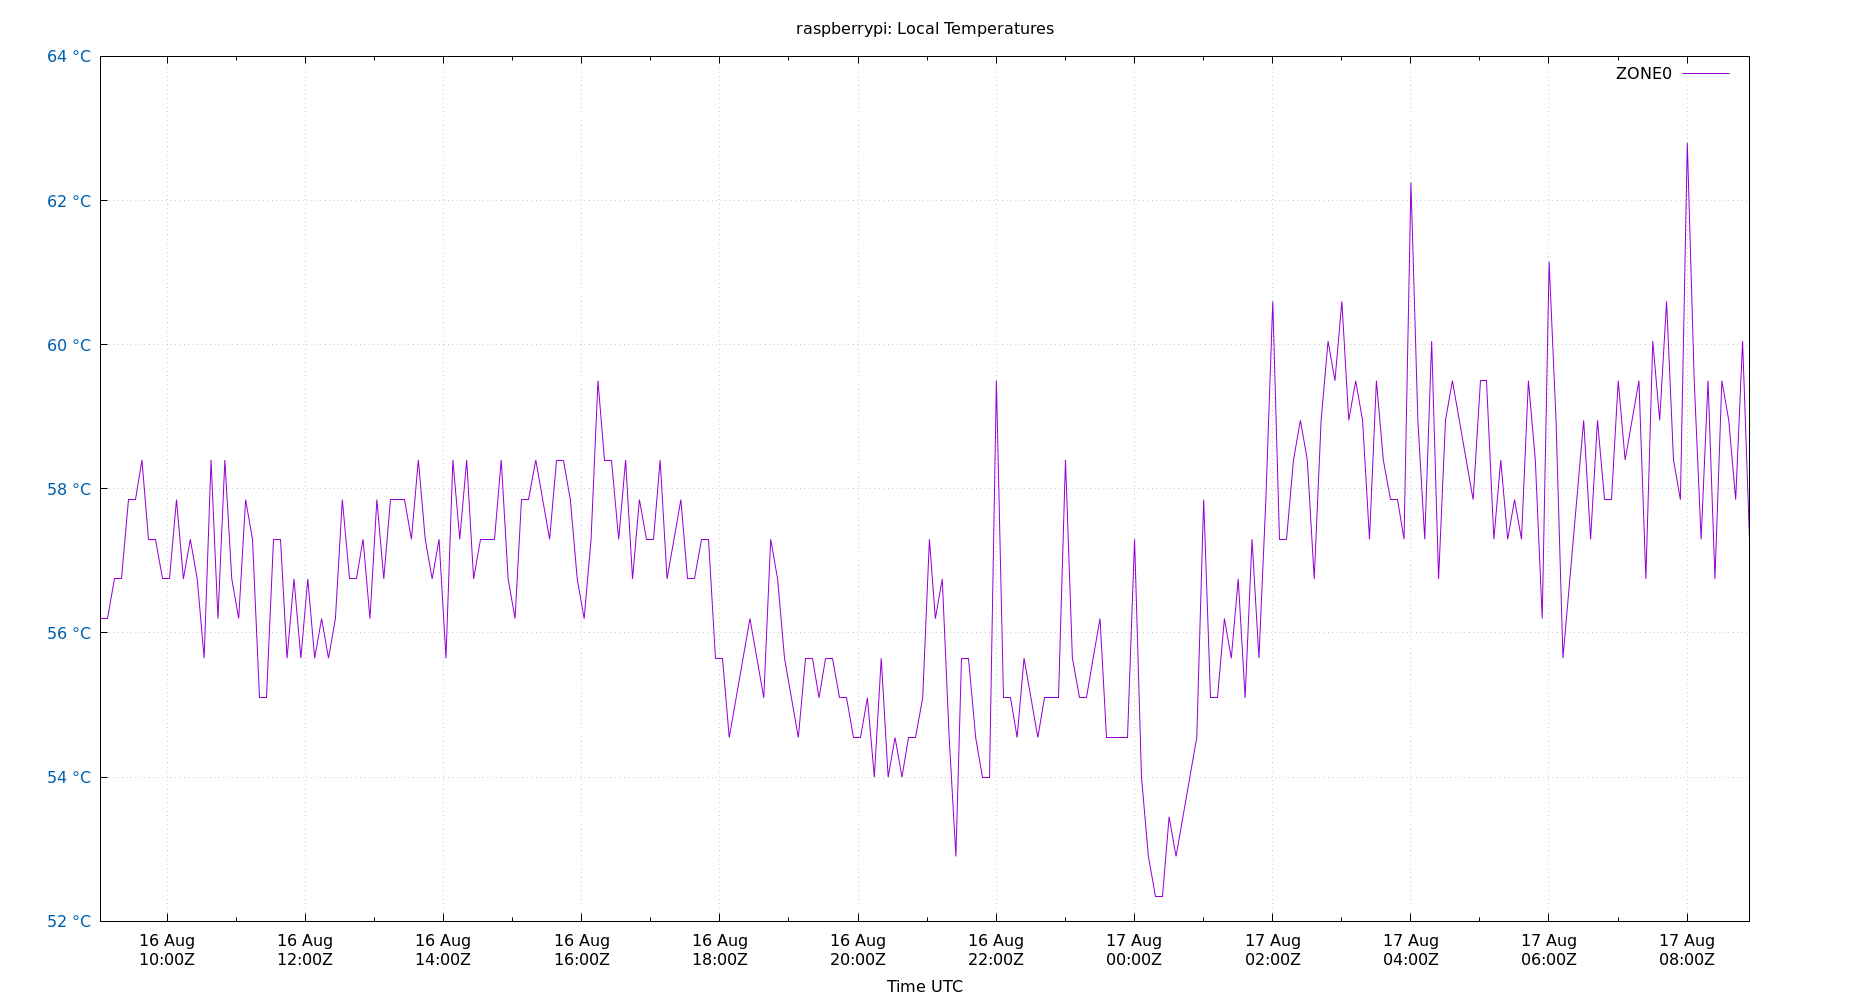 raspberrypi: Local Temperatures
64 °C
ZONE0
62 °C
60 °C
58 °C
56 °C
54 °C
52 °C
16 Aug 16 Aug 16 Aug 16 Aug 16 Aug 16 Aug 16 Aug 17 Aug 17 Aug 17 Aug 17 Aug 17 Aug
10:00Z 12:00Z 14:00Z 16:00Z 18:00Z 20:00Z 22:00Z 00:00Z 02:00Z 04:00Z 06:00Z 08:00Z
Time UTC